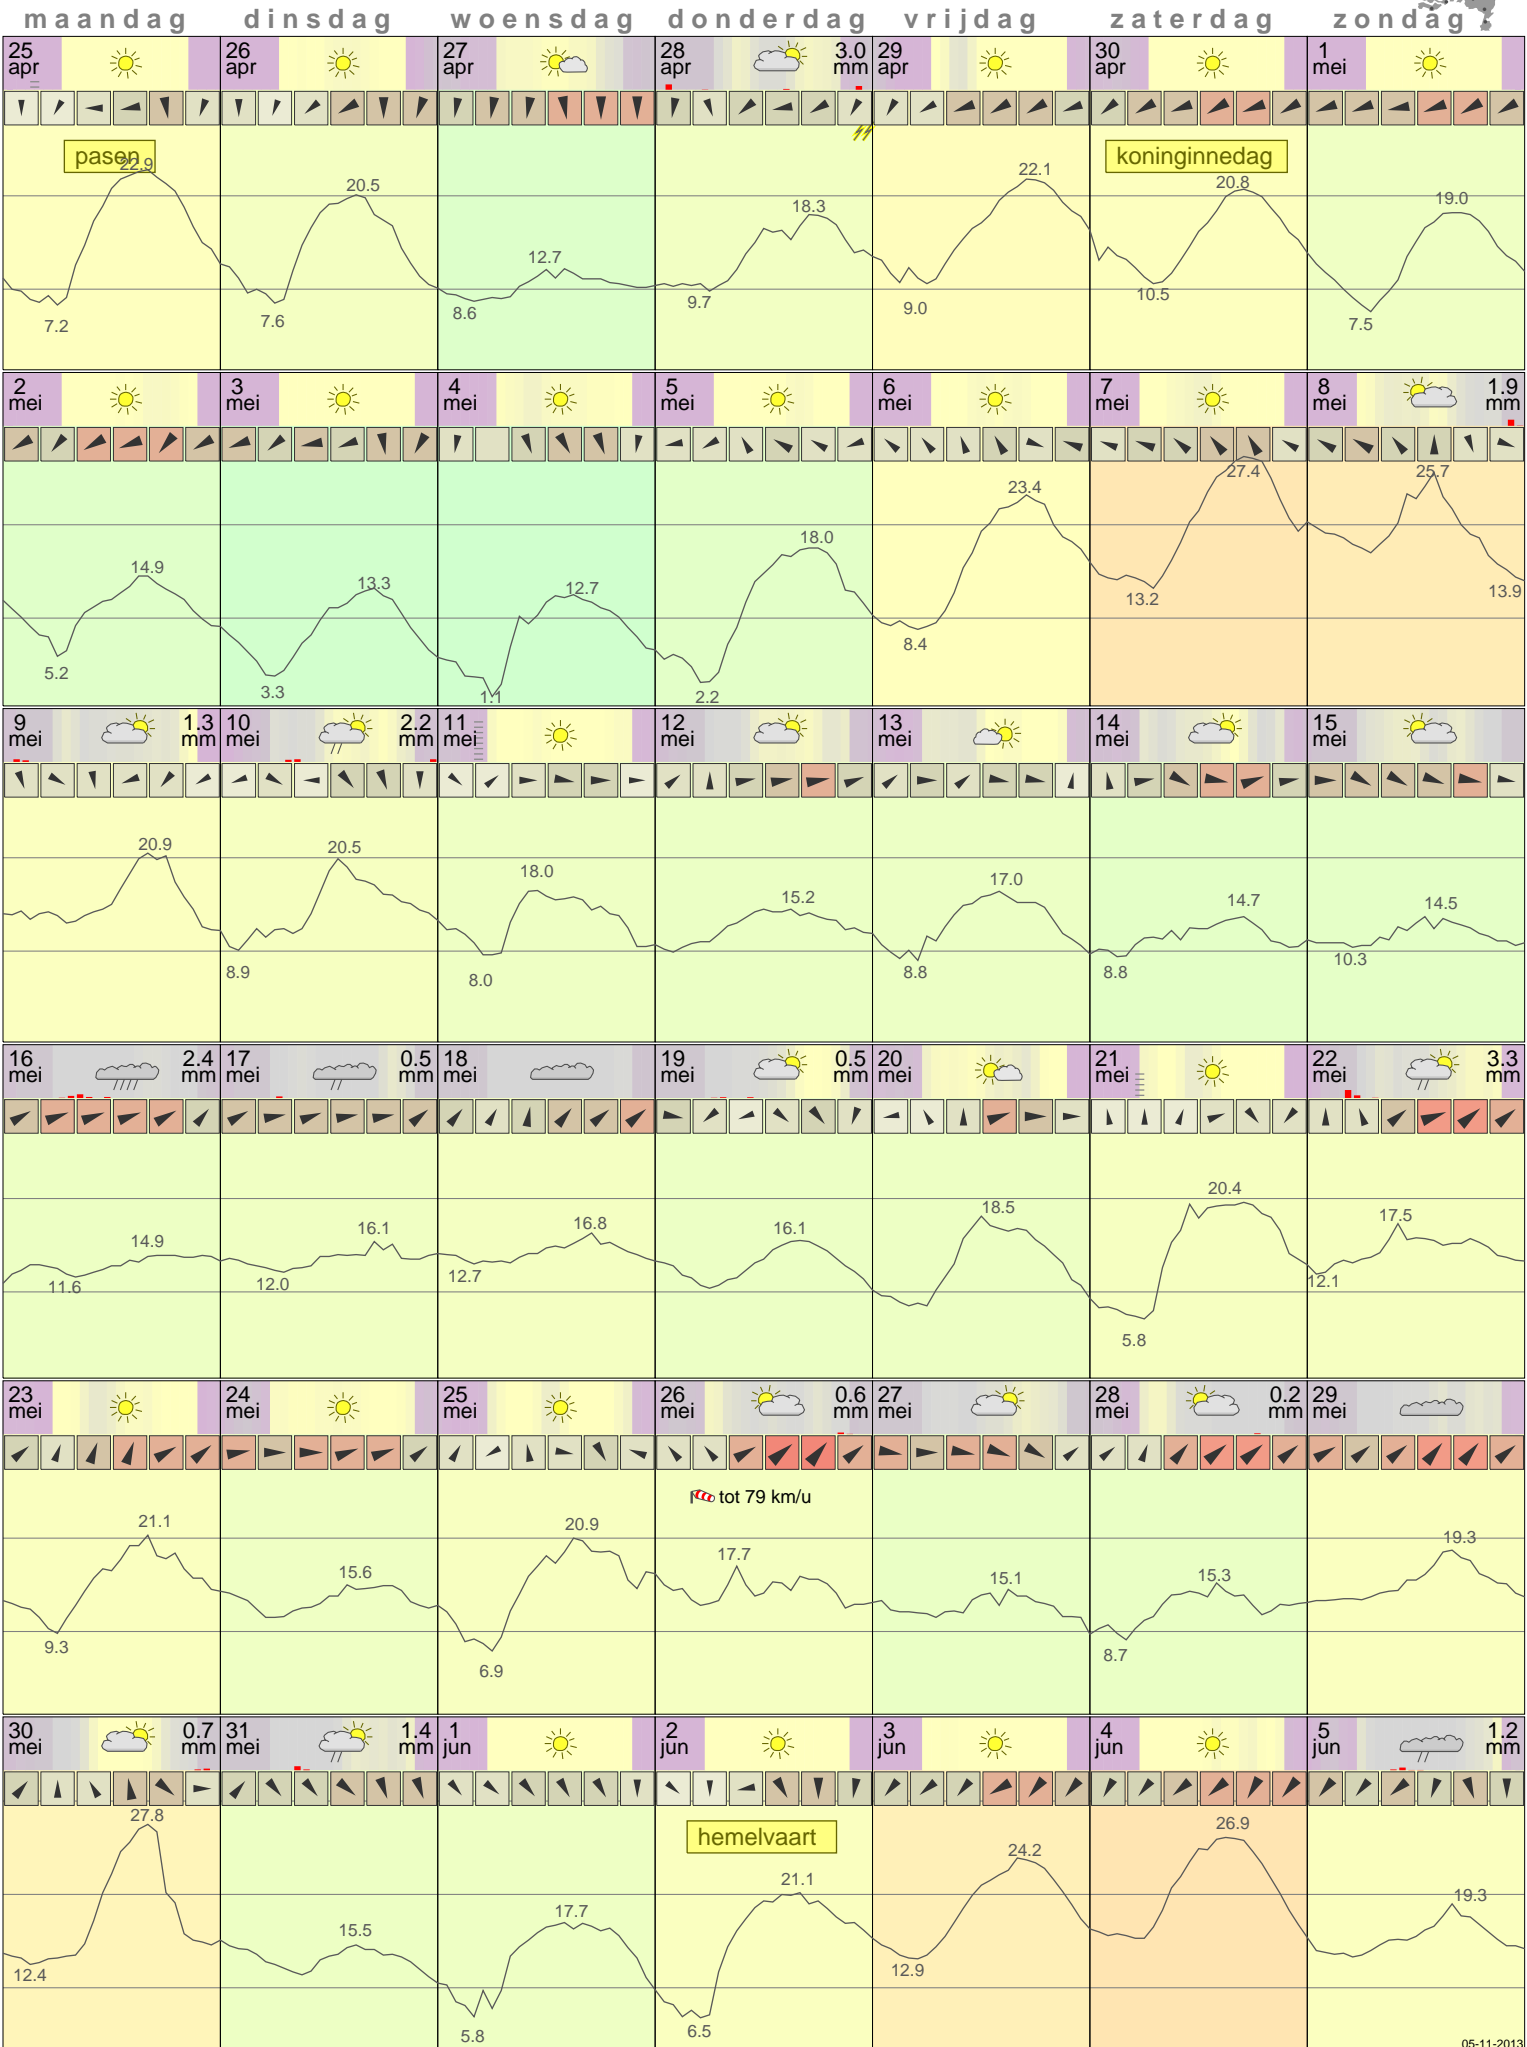 maandag dinsdag woensdag donderdag vrijdag zaterdag zondag
25 apr 26 apr 27 apr 28 apr 3.0 mm 29 apr 30 apr 1 mei
pasen koninginnedag
22.9 20.5 12.7 18.3 22.1 20.8 19.0
7.2 7.6 8.6 9.7 9.0 10.5 7.5
2 mei 3 mei 4 mei 5 mei 6 mei 7 mei 8 mei 1.9 mm
14.9 13.3 12.7 18.0 23.4 27.4 25.7
5.2 3.3 1.1 2.2 8.4 13.2 13.9
9 mei 1.3 mm 10 mei 2.2 mm 11 mei 12 mei 13 mei 14 mei 15 mei
20.9 20.5 18.0 15.2 17.0 14.7 14.5
8.9 8.0 8.8 8.8 10.3
16 mei 2.4 mm 17 mei 0.5 mm 18 mei 19 mei 0.5 mm 20 mei 21 mei 22 mei 3.3 mm
14.9 16.1 16.8 16.1 18.5 20.4 17.5
11.6 12.0 12.7 5.8 12.1
23 mei 24 mei 25 mei 26 mei 0.6 mm 27 mei 28 mei 0.2 mm 29 mei
tot 79 km/u
21.1 15.6 20.9 17.7 15.1 15.3 19.3
9.3 6.9 8.7
30 mei 0.7 mm 31 mei 1.4 mm 1 jun 2 jun 3 jun 4 jun 5 jun 1.2 mm
hemelvaart
27.8 15.5 17.7 21.1 24.2 26.9 19.3
12.4 5.8 6.5 12.9
05-11-2013